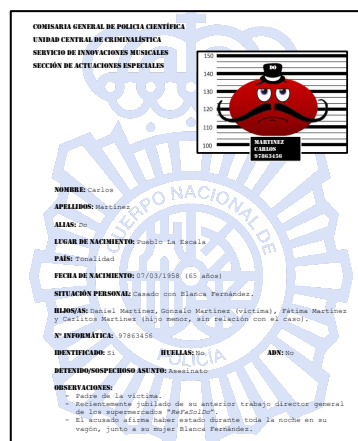 COMISARIA GENERAL DE POLICIA CIENTÍFICA
UNIDAD CENTRAL DE CRIMINALÍSTICA
SERVICIO DE INNOVACIONES MUSICALES
SECCIÓN DE ACTUACIONES ESPECIALES
150
140
130
120
110
100
DO
MARTINEZ
CARLOS
97863456
NOMBRE: Carlos
APELLIDOS: Martínez
ALIAS: Do
LUGAR DE NACIMIENTO: Pueblo La Escala
PAÍS: Tonalidad
FECHA DE NACIMIENTO: 07/03/1958 (65 años)
SITUACIÓN PERSONAL: Casado con Blanca Fernández.
HIJOS/AS: Daniel Martínez, Gonzalo Martínez (víctima), Fátima Martínez
y Carlitos Martínez (hijo menor, sin relación con el caso).
Nº INFORMÁTICA: 97863456
IDENTIFICADO: Si HUELLAS: No ADN: No
DETENIDO/SOSPECHOSO ASUNTO: Asesinato
OBSERVACIONES:
- Padre de la víctima.
- Recientemente jubilado de su anterior trabajo director general
de los supermercados "ReFaSolDo".
- El acusado afirma haber estado durante toda la noche en su
vagón, junto a su mujer Blanca Fernández.
CUERPO NACIONAL DE
POLICIA